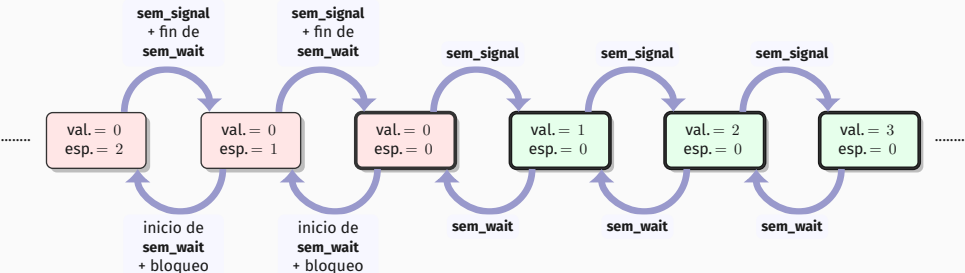 sem_signal
+ fin de
sem_wait
sem_signal
+ fin de
sem_wait
sem_signal
sem_signal
sem_signal
........
val. = 0
esp. = 2
val. = 0
esp. = 1
val. = 0
esp. = 0
val. = 1
esp. = 0
val. = 2
esp. = 0
val. = 3
esp. = 0
........
inicio de
sem_wait
+ bloqueo
inicio de
sem_wait
+ bloqueo
sem_wait
sem_wait
sem_wait